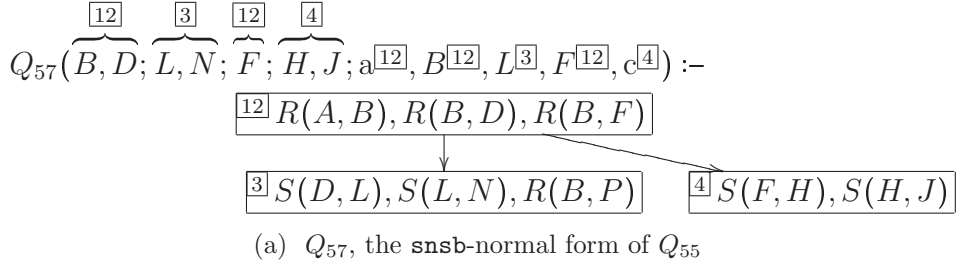 12 3 12 4
Q57(B, D; L, N; F; H, J; a12, B12, L3, F12, c4) :–
12 R(A, B), R(B, D), R(B, F)
3 S(D, L), S(L, N), R(B, P) 4 S(F, H), S(H, J)
(a) Q57, the snsb-normal form of Q55